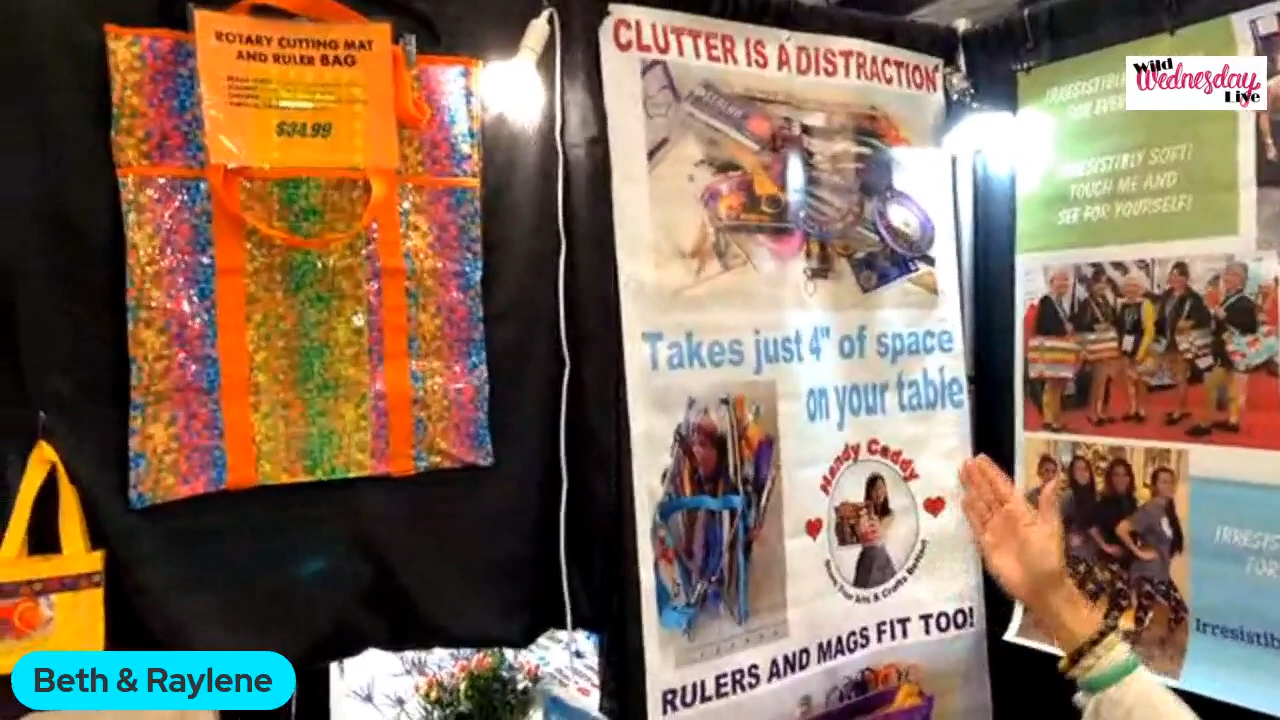 ROTARY CUTTING MAT
AND RULER BAG
$34.99
CLUTTER IS A DISTRACTION
Takes just 4" of space
on your table
Handy Caddy
RULERS AND MAGS FIT TOO!
IRRESISTIBLY SOFT!
TOUCH ME AND
SEE FOR YOURSELF!
Wild
Wednesday
Live
Beth & Raylene